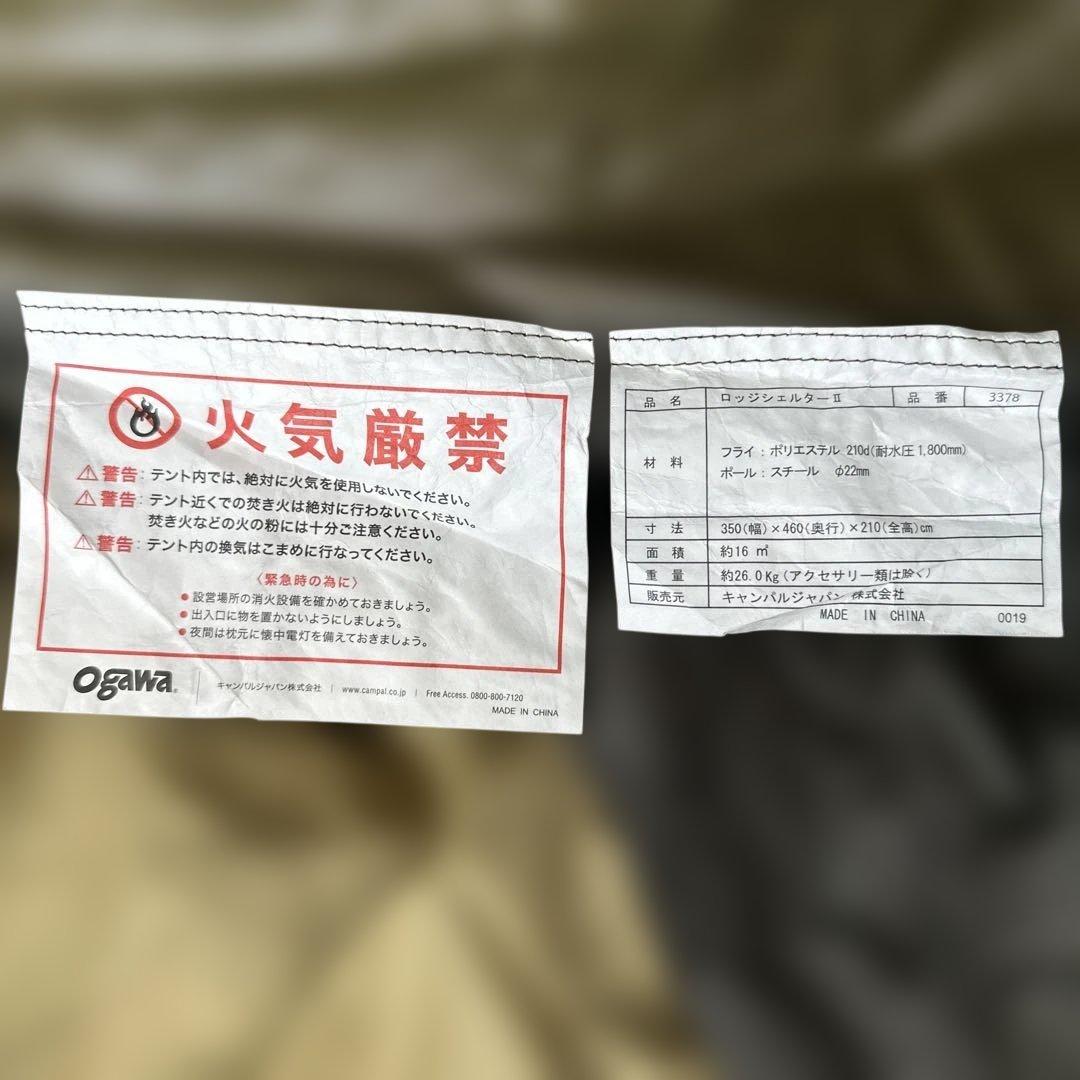 火気厳禁
警告：テント内では、絶対に火気を使用しないでください。
警告：テント近くでの焚き火は絶対に行わないでください。
焚き火などの火の粉には十分ご注意ください。
警告：テント内の換気はこまめに行なってください。
〈緊急時の為に〉
●設営場所の消火設備を確かめておきましょう。
●出入口に物を置かないようにしましょう。
●夜間は枕元に懐中電灯を備えておきましょう。
ogawa® | キャンパルジャパン株式会社 | www.campal.co.jp | Free Access. 0800-800-7120
MADE IN CHINA
品名 ロッジシェルターⅡ 品番 3378
材料 フライ：ポリエステル 210d(耐水圧1,800mm)
ポール：スチール φ22mm
寸法 350(幅)×460(奥行)×210(全高)cm
面積 約16 ㎡
重量 約26.0Kg(アクセサリー類は除く)
販売元 キャンパルジャパン 株式会社
MADE IN CHINA 0019